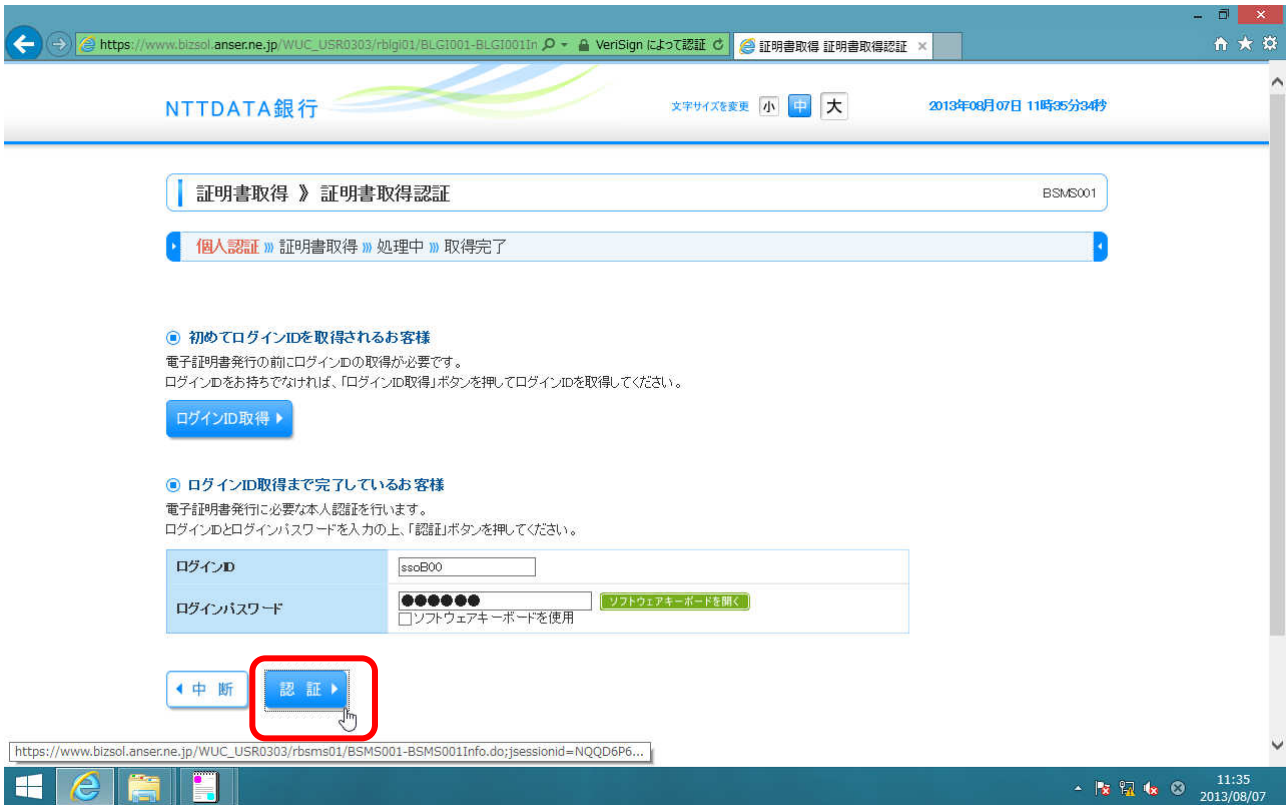 https://www.bizsol.anser.ne.jp/WUC_USR0303/rblgi01/BLGI001-BLGI001In
VeriSign によって認証
証明書取得 証明書取得認証
NTTDATA銀行
文字サイズを変更 小 中 大
2013年08月07日 11時35分34秒
証明書取得 》 証明書取得認証
BSMS001
個人認証 》》 証明書取得 》》 処理中 》》 取得完了
初めてログインIDを取得されるお客様
電子証明書発行の前にログインIDの取得が必要です。
ログインIDをお持ちでなければ、「ログインID取得」ボタンを押してログインIDを取得してください。
ログインID取得
ログインID取得まで完了しているお客様
電子証明書発行に必要な本人認証を行います。
ログインIDとログインパスワードを入力の上、「認証」ボタンを押してください。
ログインID
ssoB00
ログインパスワード
●●●●●●
ソフトウェアキーボードを開く
ソフトウェアキーボードを使用
中 断
認 証
https://www.bizsol.anser.ne.jp/WUC_USR0303/rbsms01/BSMS001-BSMS001Info.do;jsessionid=NQQD6P6...
11:35
2013/08/07